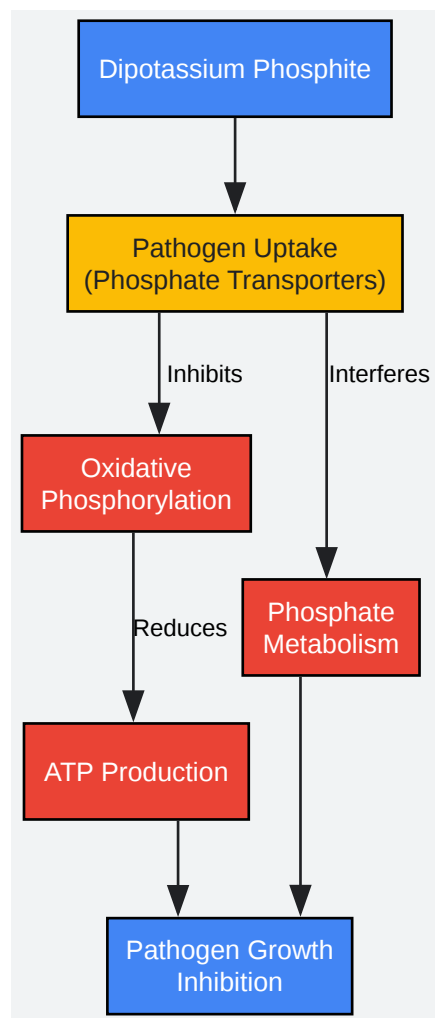 Dipotassium Phosphite
Pathogen Uptake
(Phosphate Transporters)
Inhibits
Interferes
Oxidative
Phosphorylation
Phosphate
Metabolism
Reduces
ATP Production
Pathogen Growth
Inhibition